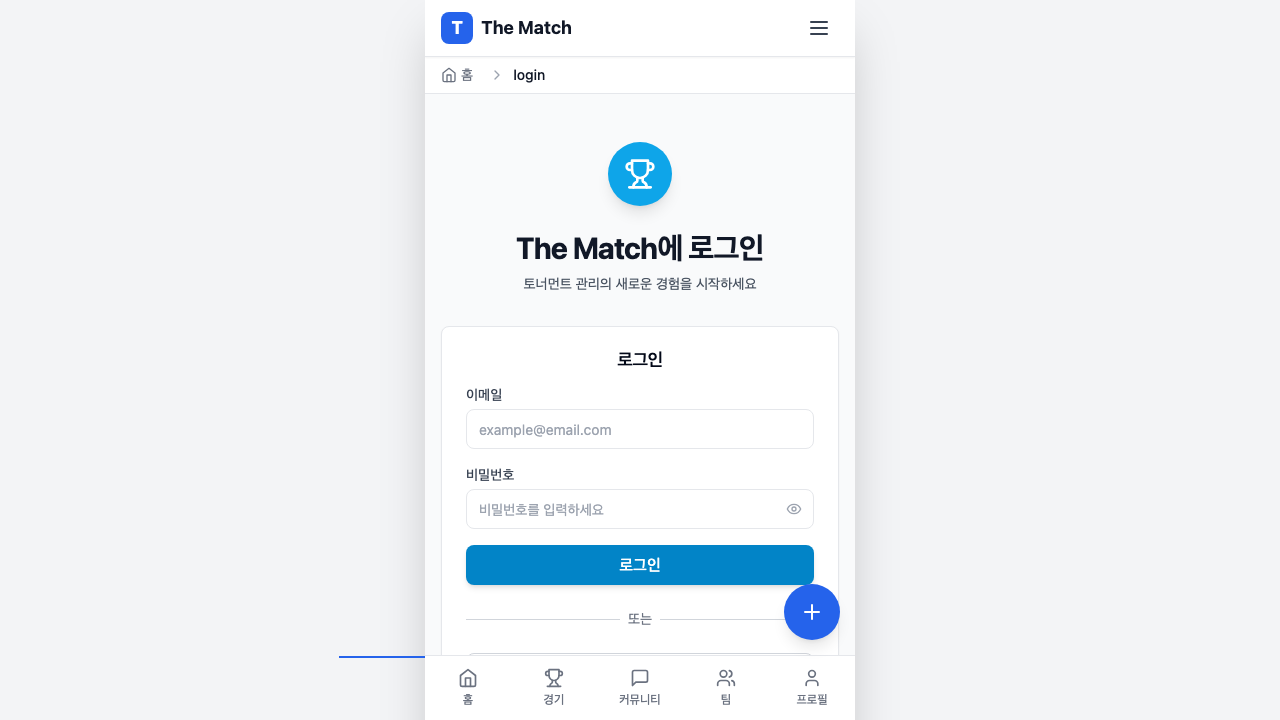 T The Match
홈 login
The Match에 로그인
토너먼트 관리의 새로운 경험을 시작하세요
로그인
이메일
example@email.com
비밀번호
비밀번호를 입력하세요
로그인
또는
홈 경기 커뮤니티 팀 프로필